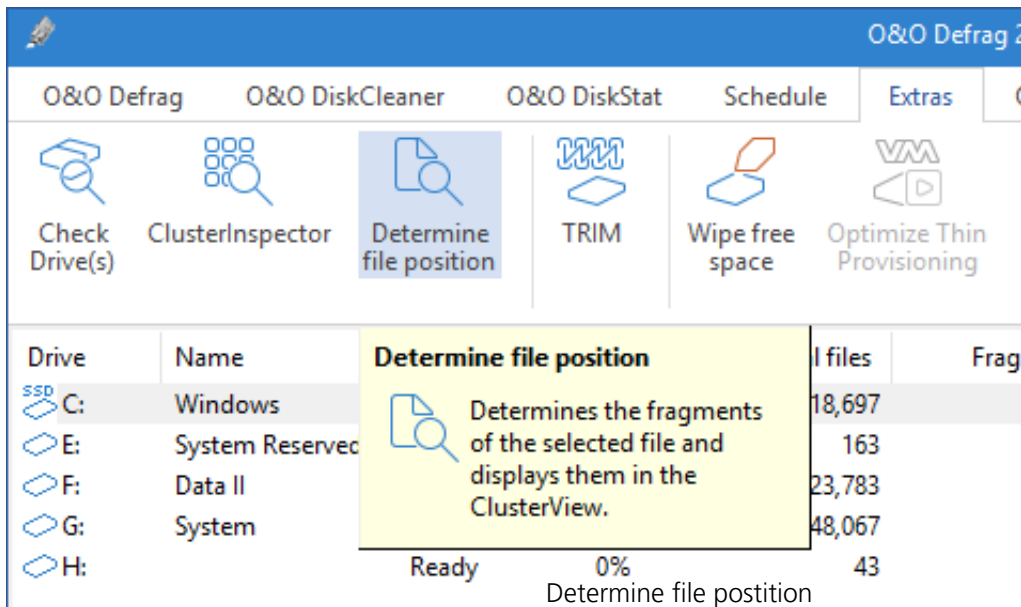 O&O Defrag 2
O&O Defrag O&O DiskCleaner O&O DiskStat Schedule Extras
Check Drive(s) ClusterInspector Determine file position TRIM Wipe free space Optimize Thin Provisioning
Drive Name l files Frag
Determine file position
Determines the fragments
of the selected file and
displays them in the
ClusterView.
SSD C: Windows 18,697
E: System Reserved 163
F: Data II 23,783
G: System 48,067
H: Ready 0% 43
Determine file postition